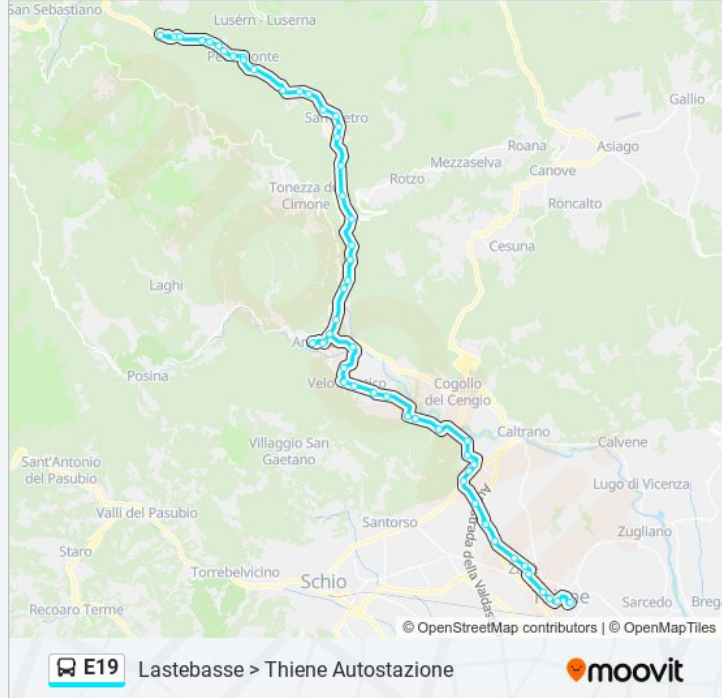 San Sebastiano
Lusérn - Luserna
Gallio
Roana
Asiago
Mezzaselva
Canove
Rotzo
Tonezza del
Cimone
Roncalto
Cesuna
Laghi
Posina
Cogollo
del Cengio
Caltrano
Calvene
Villaggio San
Gaetano
Sant'Antonio
del Pasubio
Lugo di Vicenza
Valli del Pasubio
Santorso
Zugliano
Staro
Torrebelvicino
Schio
Recoaro Terme
Sarcedo
© OpenStreetMap contributors | © OpenMapTiles
E19 Lastebasse > Thiene Autostazione
moovit